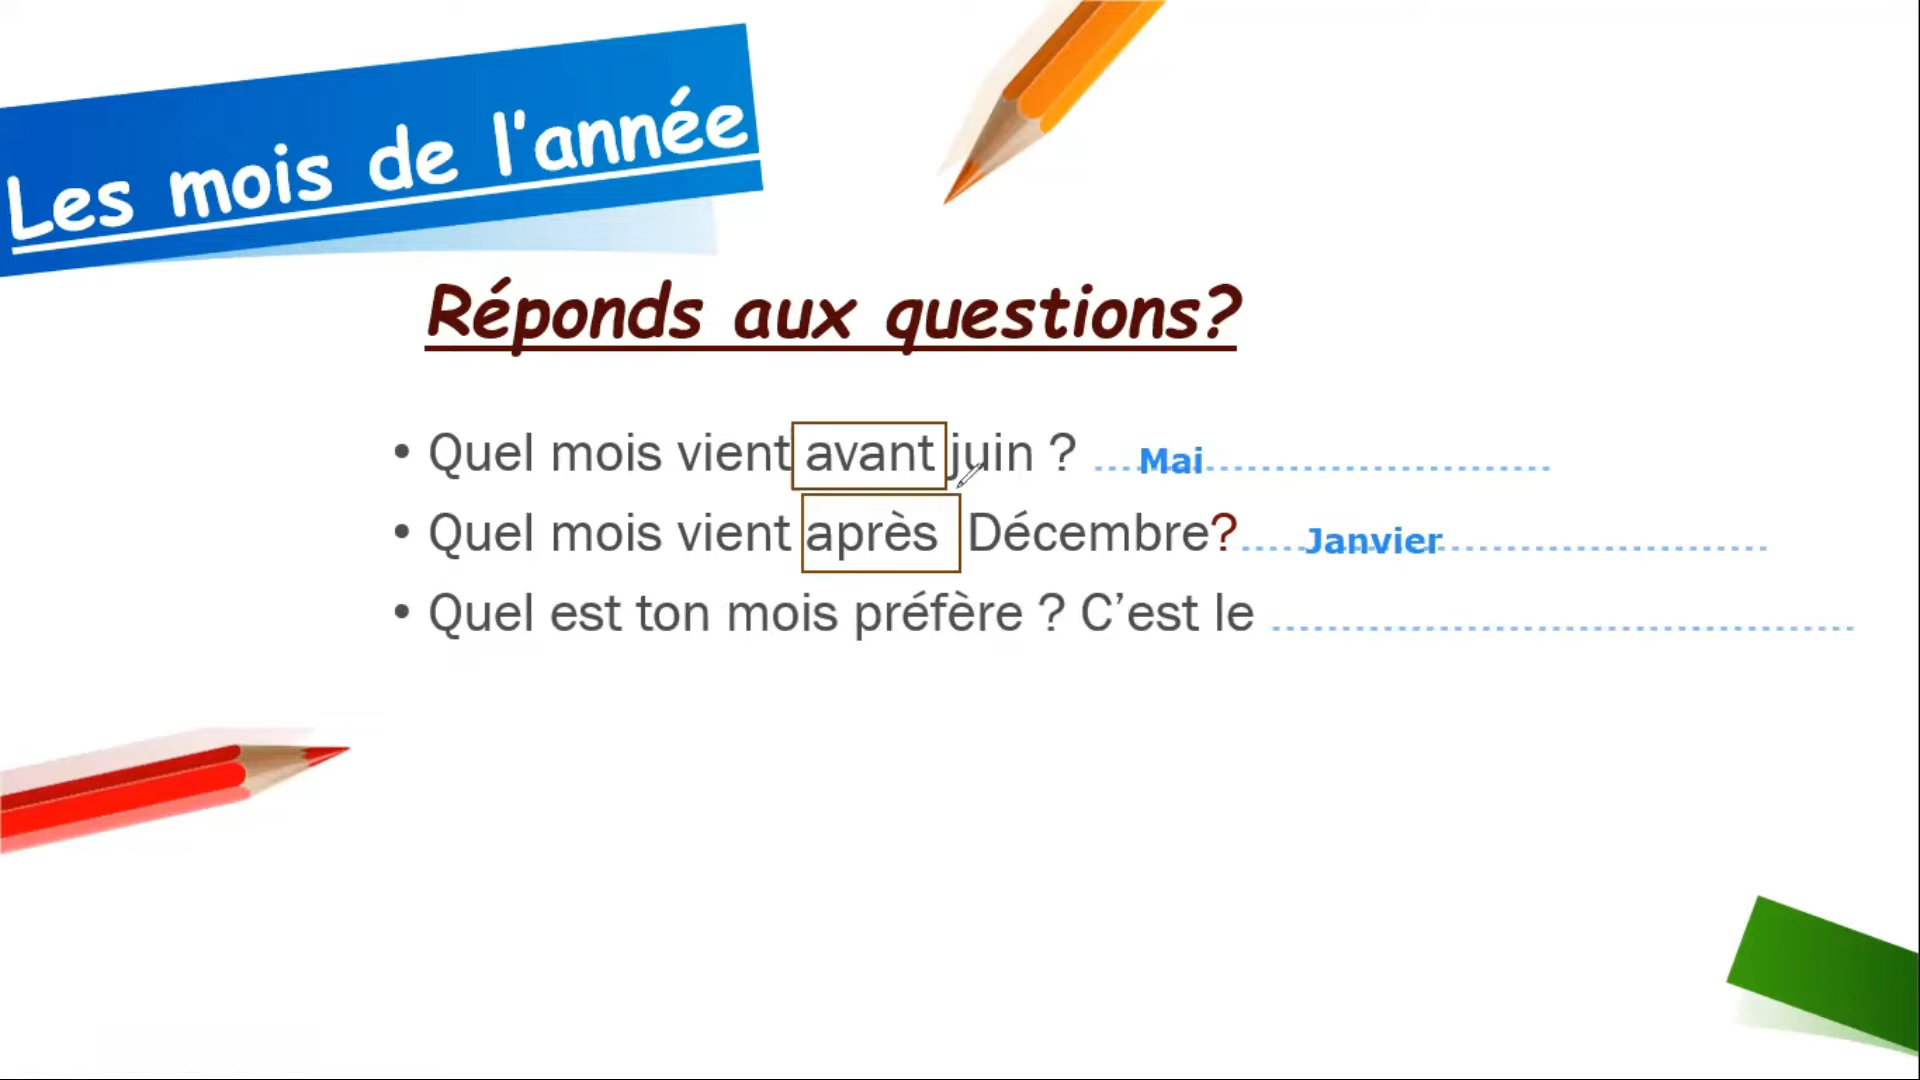 Les mois de l'année
Réponds aux questions?
• Quel mois vient avant juin ? Mai
• Quel mois vient après Décembre? Janvier
• Quel est ton mois préfère ? C’est le